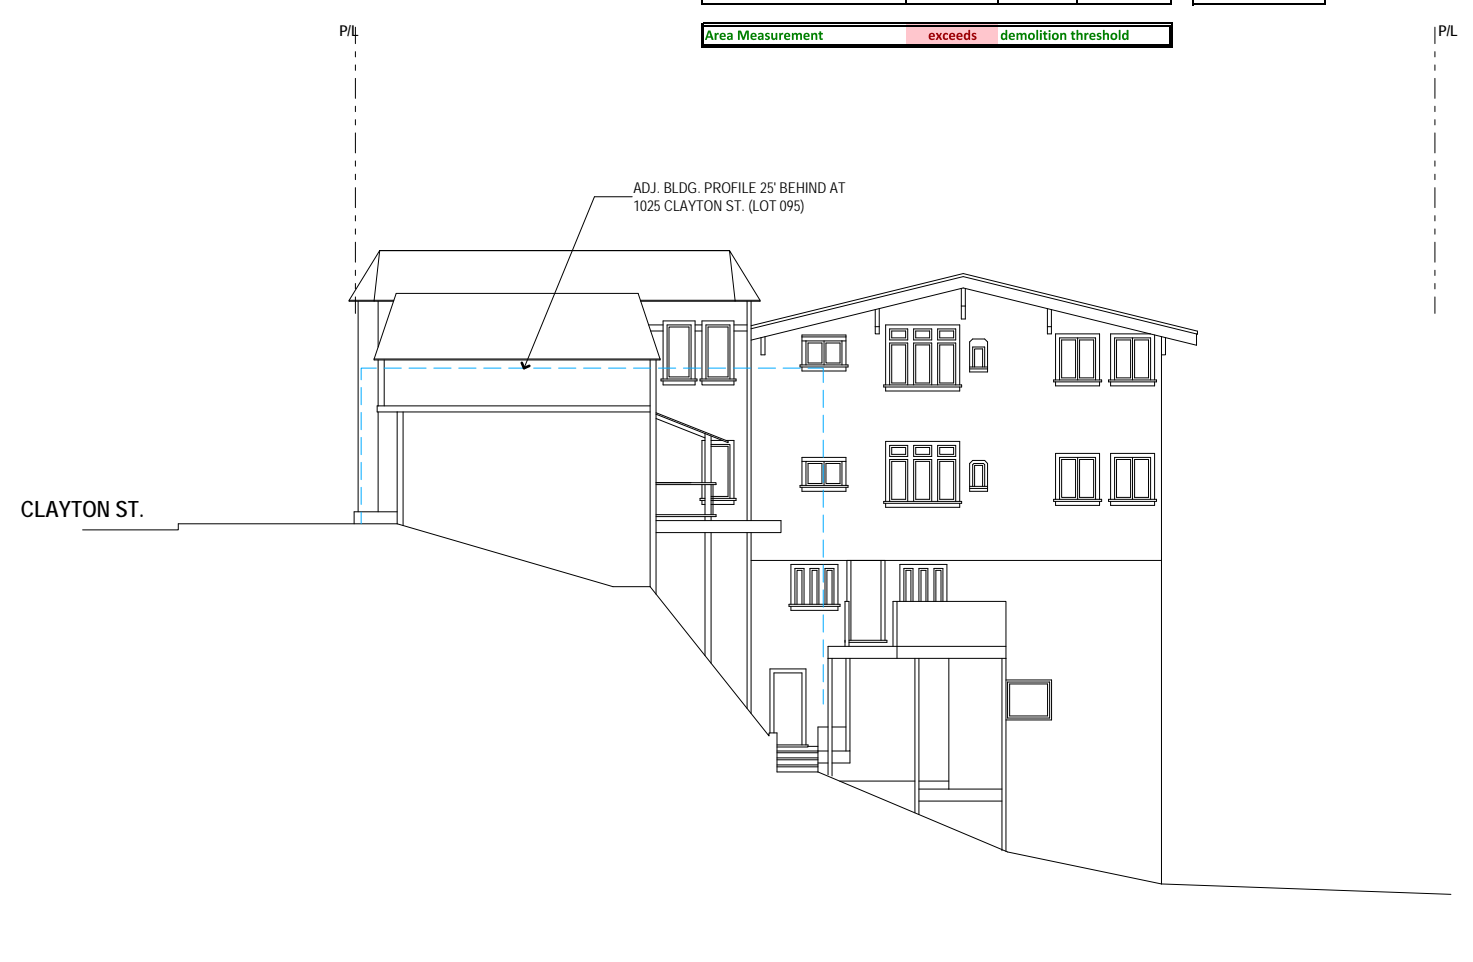 P/L
Area Measurement exceeds demolition threshold
P/L
ADJ. BLDG. PROFILE 25' BEHIND AT
1025 CLAYTON ST. (LOT 095)
CLAYTON ST.